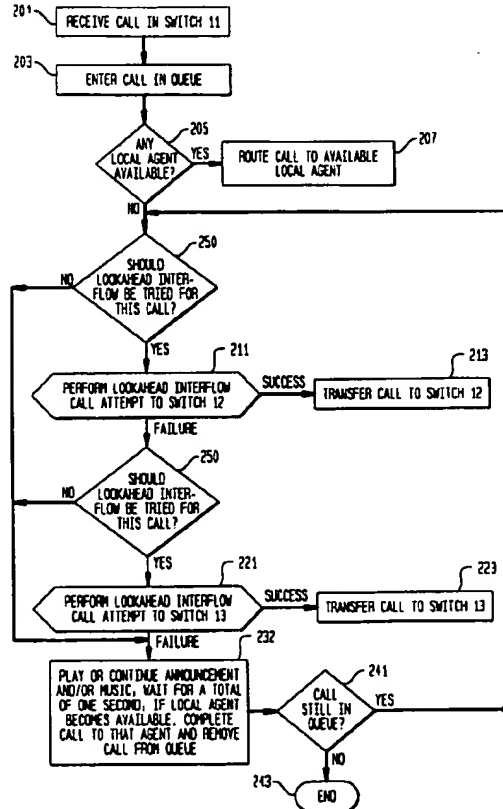 201
RECEIVE CALL IN SWITCH 11
203
ENTER CALL IN QUEUE
205
ANY
LOCAL AGENT
AVAILABLE?
YES
207
ROUTE CALL TO AVAILABLE
LOCAL AGENT
NO
250
SHOULD
LOOKAHEAD INTER-
FLOW BE TRIED FOR
THIS CALL?
NO
YES
211
PERFORM LOOKAHEAD INTERFLOW
CALL ATTEMPT TO SWITCH 12
SUCCESS
213
TRANSFER CALL TO SWITCH 12
FAILURE
250
SHOULD
LOOKAHEAD INTER-
FLOW BE TRIED FOR
THIS CALL?
NO
YES
221
PERFORM LOOKAHEAD INTERFLOW
CALL ATTEMPT TO SWITCH 13
SUCCESS
223
TRANSFER CALL TO SWITCH 13
FAILURE
232
PLAY OR CONTINUE ANNOUNCEMENT
AND/OR MUSIC, WAIT FOR A TOTAL
OF ONE SECOND; IF LOCAL AGENT
BECOMES AVAILABLE, COMPLETE
CALL TO THAT AGENT AND REMOVE
CALL FROM QUEUE
241
CALL
STILL IN
QUEUE?
YES
NO
243
END